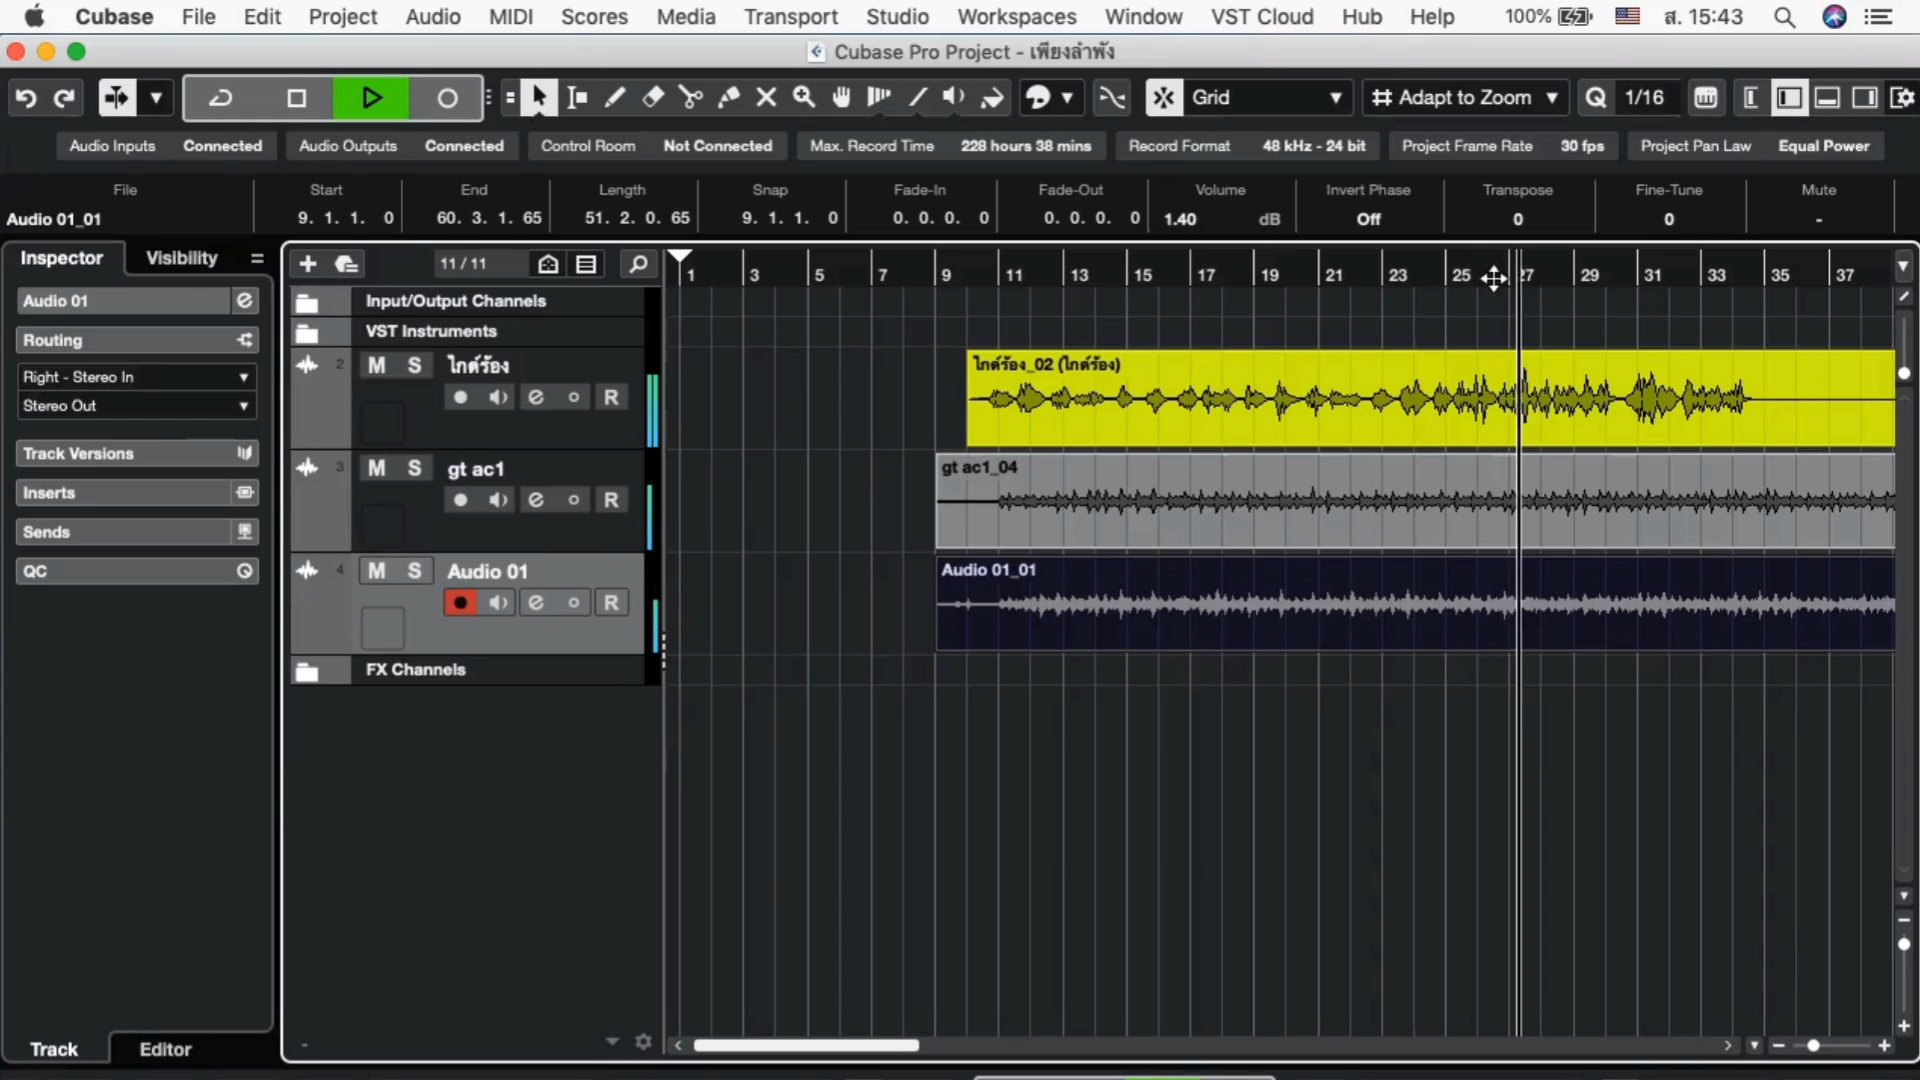 Cubase File Edit Project Audio MIDI Scores Media Transport Studio Workspaces Window VST Cloud Hub Help 100% ส. 15:43
Cubase Pro Project - เพียงลำพัง
Grid Adapt to Zoom 1/16
Audio Inputs Connected Audio Outputs Connected Control Room Not Connected Max. Record Time 228 hours 38 mins Record Format 48 kHz - 24 bit Project Frame Rate 30 fps Project Pan Law Equal Power
File Start End Length Snap Fade-In Fade-Out Volume Invert Phase Transpose Fine-Tune Mute
Audio 01_01 9. 1. 1. 0 60. 3. 1. 65 51. 2. 0. 65 9. 1. 1. 0 0. 0. 0. 0 0. 0. 0. 0 1.40 dB Off 0 0 -
Inspector Visibility
Audio 01
Routing
Right - Stereo In
Stereo Out
Track Versions
Inserts
Sends
QC
11 / 11
1 3 5 7 9 11 13 15 17 19 21 23 25 27 29 31 33 35 37
Input/Output Channels
VST Instruments
2 M S ไกด์ร้อง
R
ไกด์ร้อง_02 (ไกด์ร้อง)
3 M S gt ac1
R
gt ac1_04
4 M S Audio 01
R
Audio 01_01
FX Channels
Track Editor